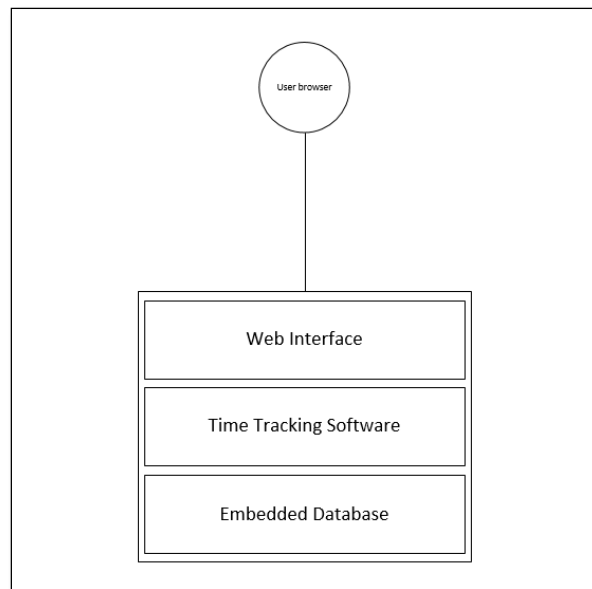 User browser
Web Interface
Time Tracking Software
Embedded Database